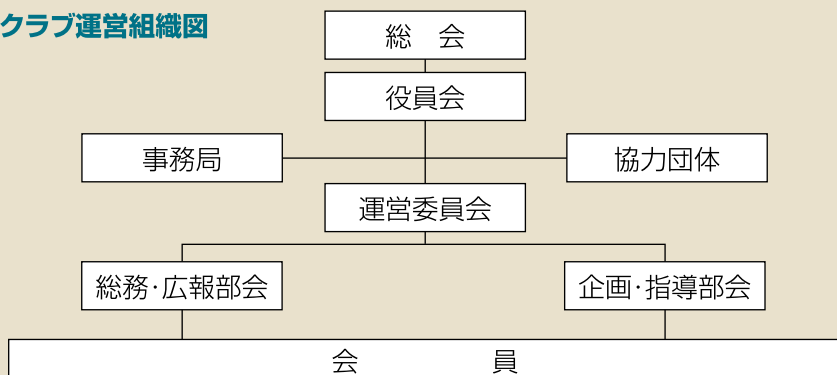 クラブ運営組織図
総　会
役員会
事務局
協力団体
運営委員会
総務・広報部会
企画・指導部会
会　員